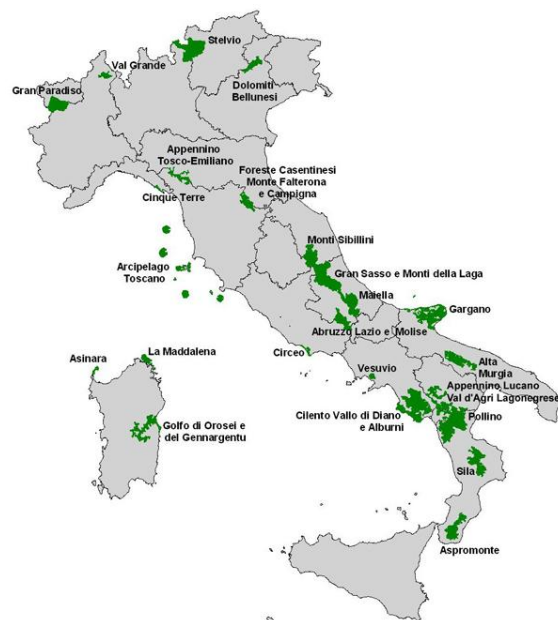 Stelvio
Val Grande
Gran Paradiso
Dolomiti
Bellunesi
Appennino
Tosco-Emiliano
Foreste Casentinesi
Monte Falterona
e Campigna
Cinque Terre
Monti Sibillini
Arcipelago
Toscano
Gran Sasso e Monti della Laga
Maiella
Gargano
Abruzzo Lazio e Molise
Circeo
La Maddalena
Asinara
Vesuvio
Alta
Murgia
Appennino Lucano
Val d'Agri Lagonegrese
Cilento Vallo di Diano
e Alburni
Pollino
Golfo di Orosei e
del Gennargentu
Sila
Aspromonte